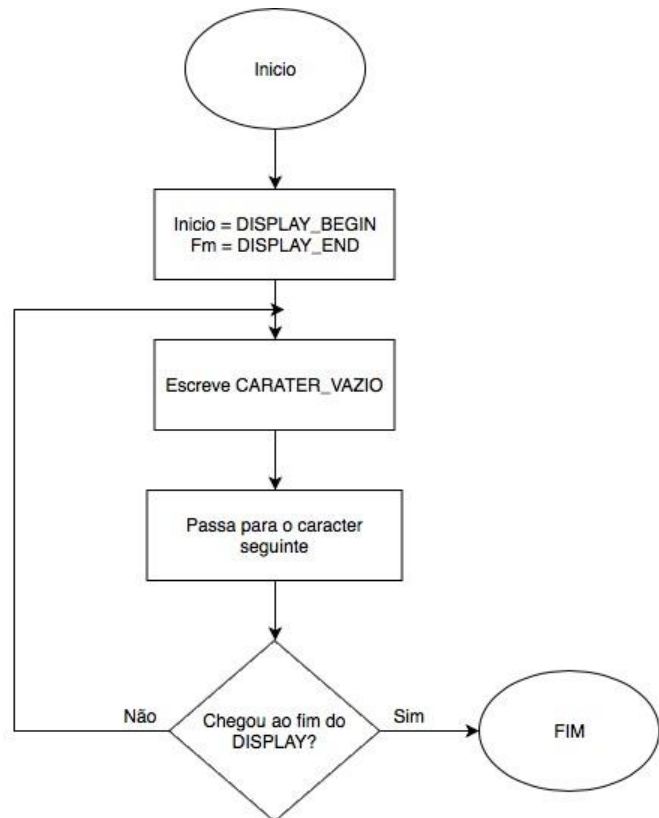 Inicio
Inicio = DISPLAY_BEGIN
Fm = DISPLAY_END
Escreve CARATER_VAZIO
Passa para o caracter
seguinte
Não
Chegou ao fim do
DISPLAY?
Sim
FIM